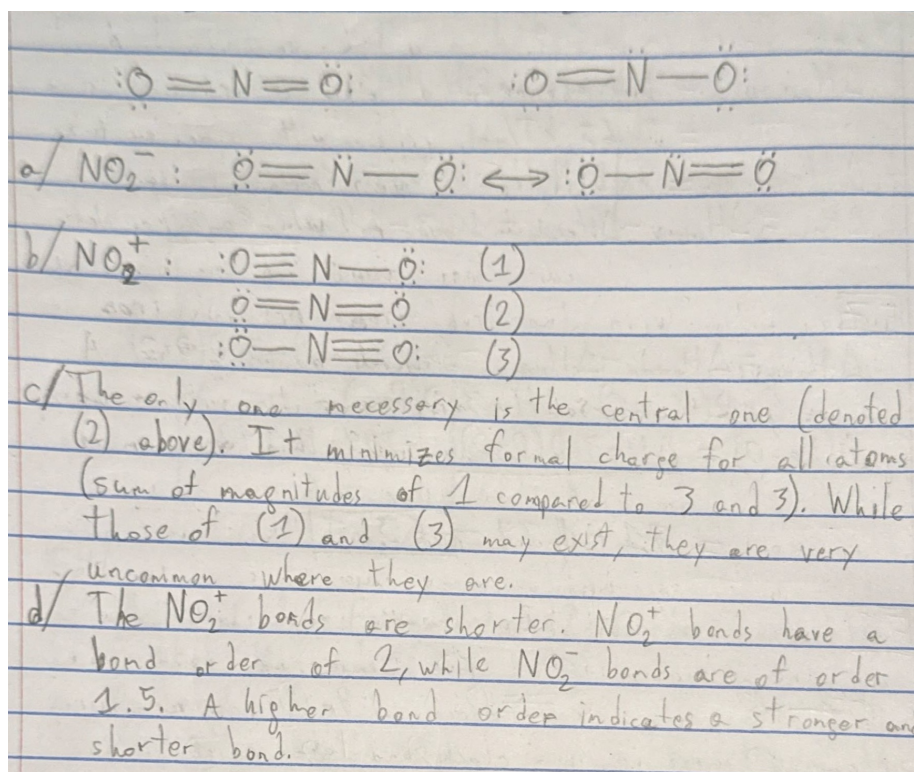 :Ö̤ = N = Ö: :Ö̤ = N̈ — Ö̤:
a/ NO₂⁻ : Ö̤ = N̈ — Ö̤: ⟷ :Ö̤ — N̈ = Ö̤
b/ NO₂⁺ : :O ≡ N — Ö̤: (1)
Ö̤ = N = Ö̤ (2)
:Ö̤ — N ≡ O: (3)
c/ The only one necessary is the central one (denoted
(2) above). It minimizes formal charge for all atoms
(sum of magnitudes of 1 compared to 3 and 3). While
those of (1) and (3) may exist, they are very
uncommon where they are.
d/ The NO₂⁺ bonds are shorter. NO₂⁺ bonds have a
bond order of 2, while NO₂⁻ bonds are of order
1.5. A higher bond order indicates a stronger an
shorter bond.